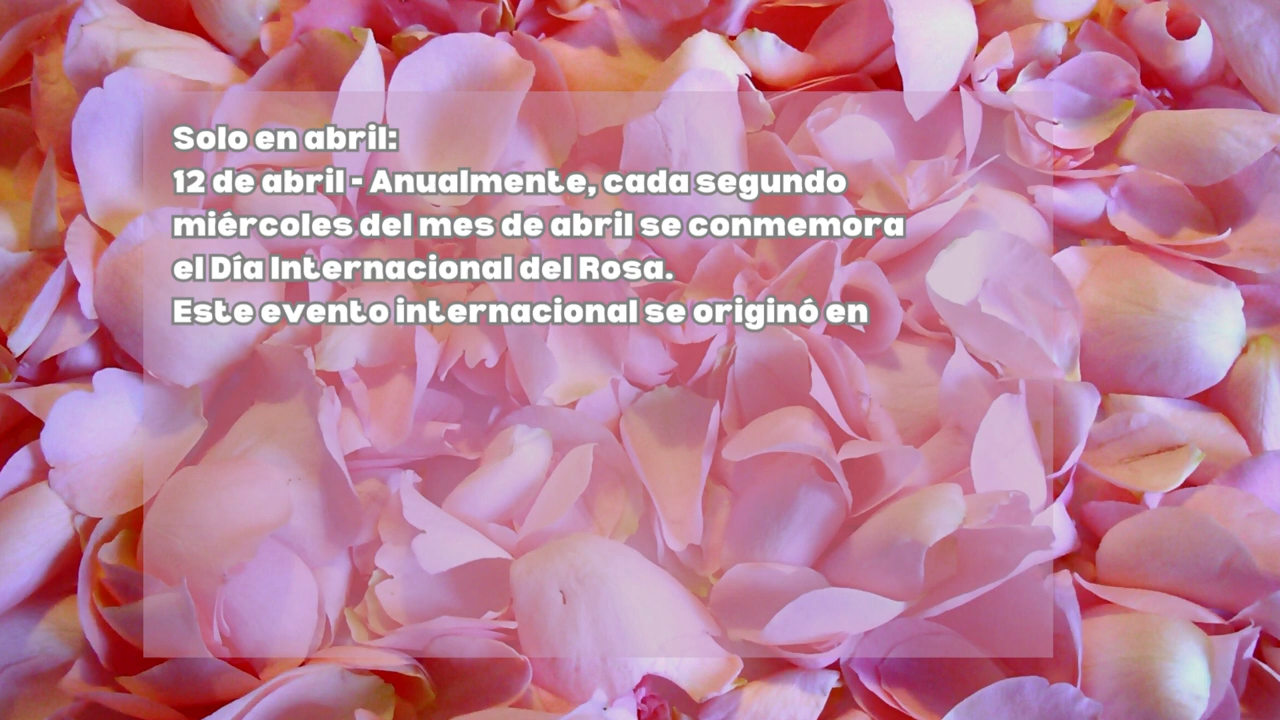 Solo en abril:
12 de abril - Anualmente, cada segundo
miércoles del mes de abril se conmemora
el Día Internacional del Rosa.
Este evento internacional se originó en